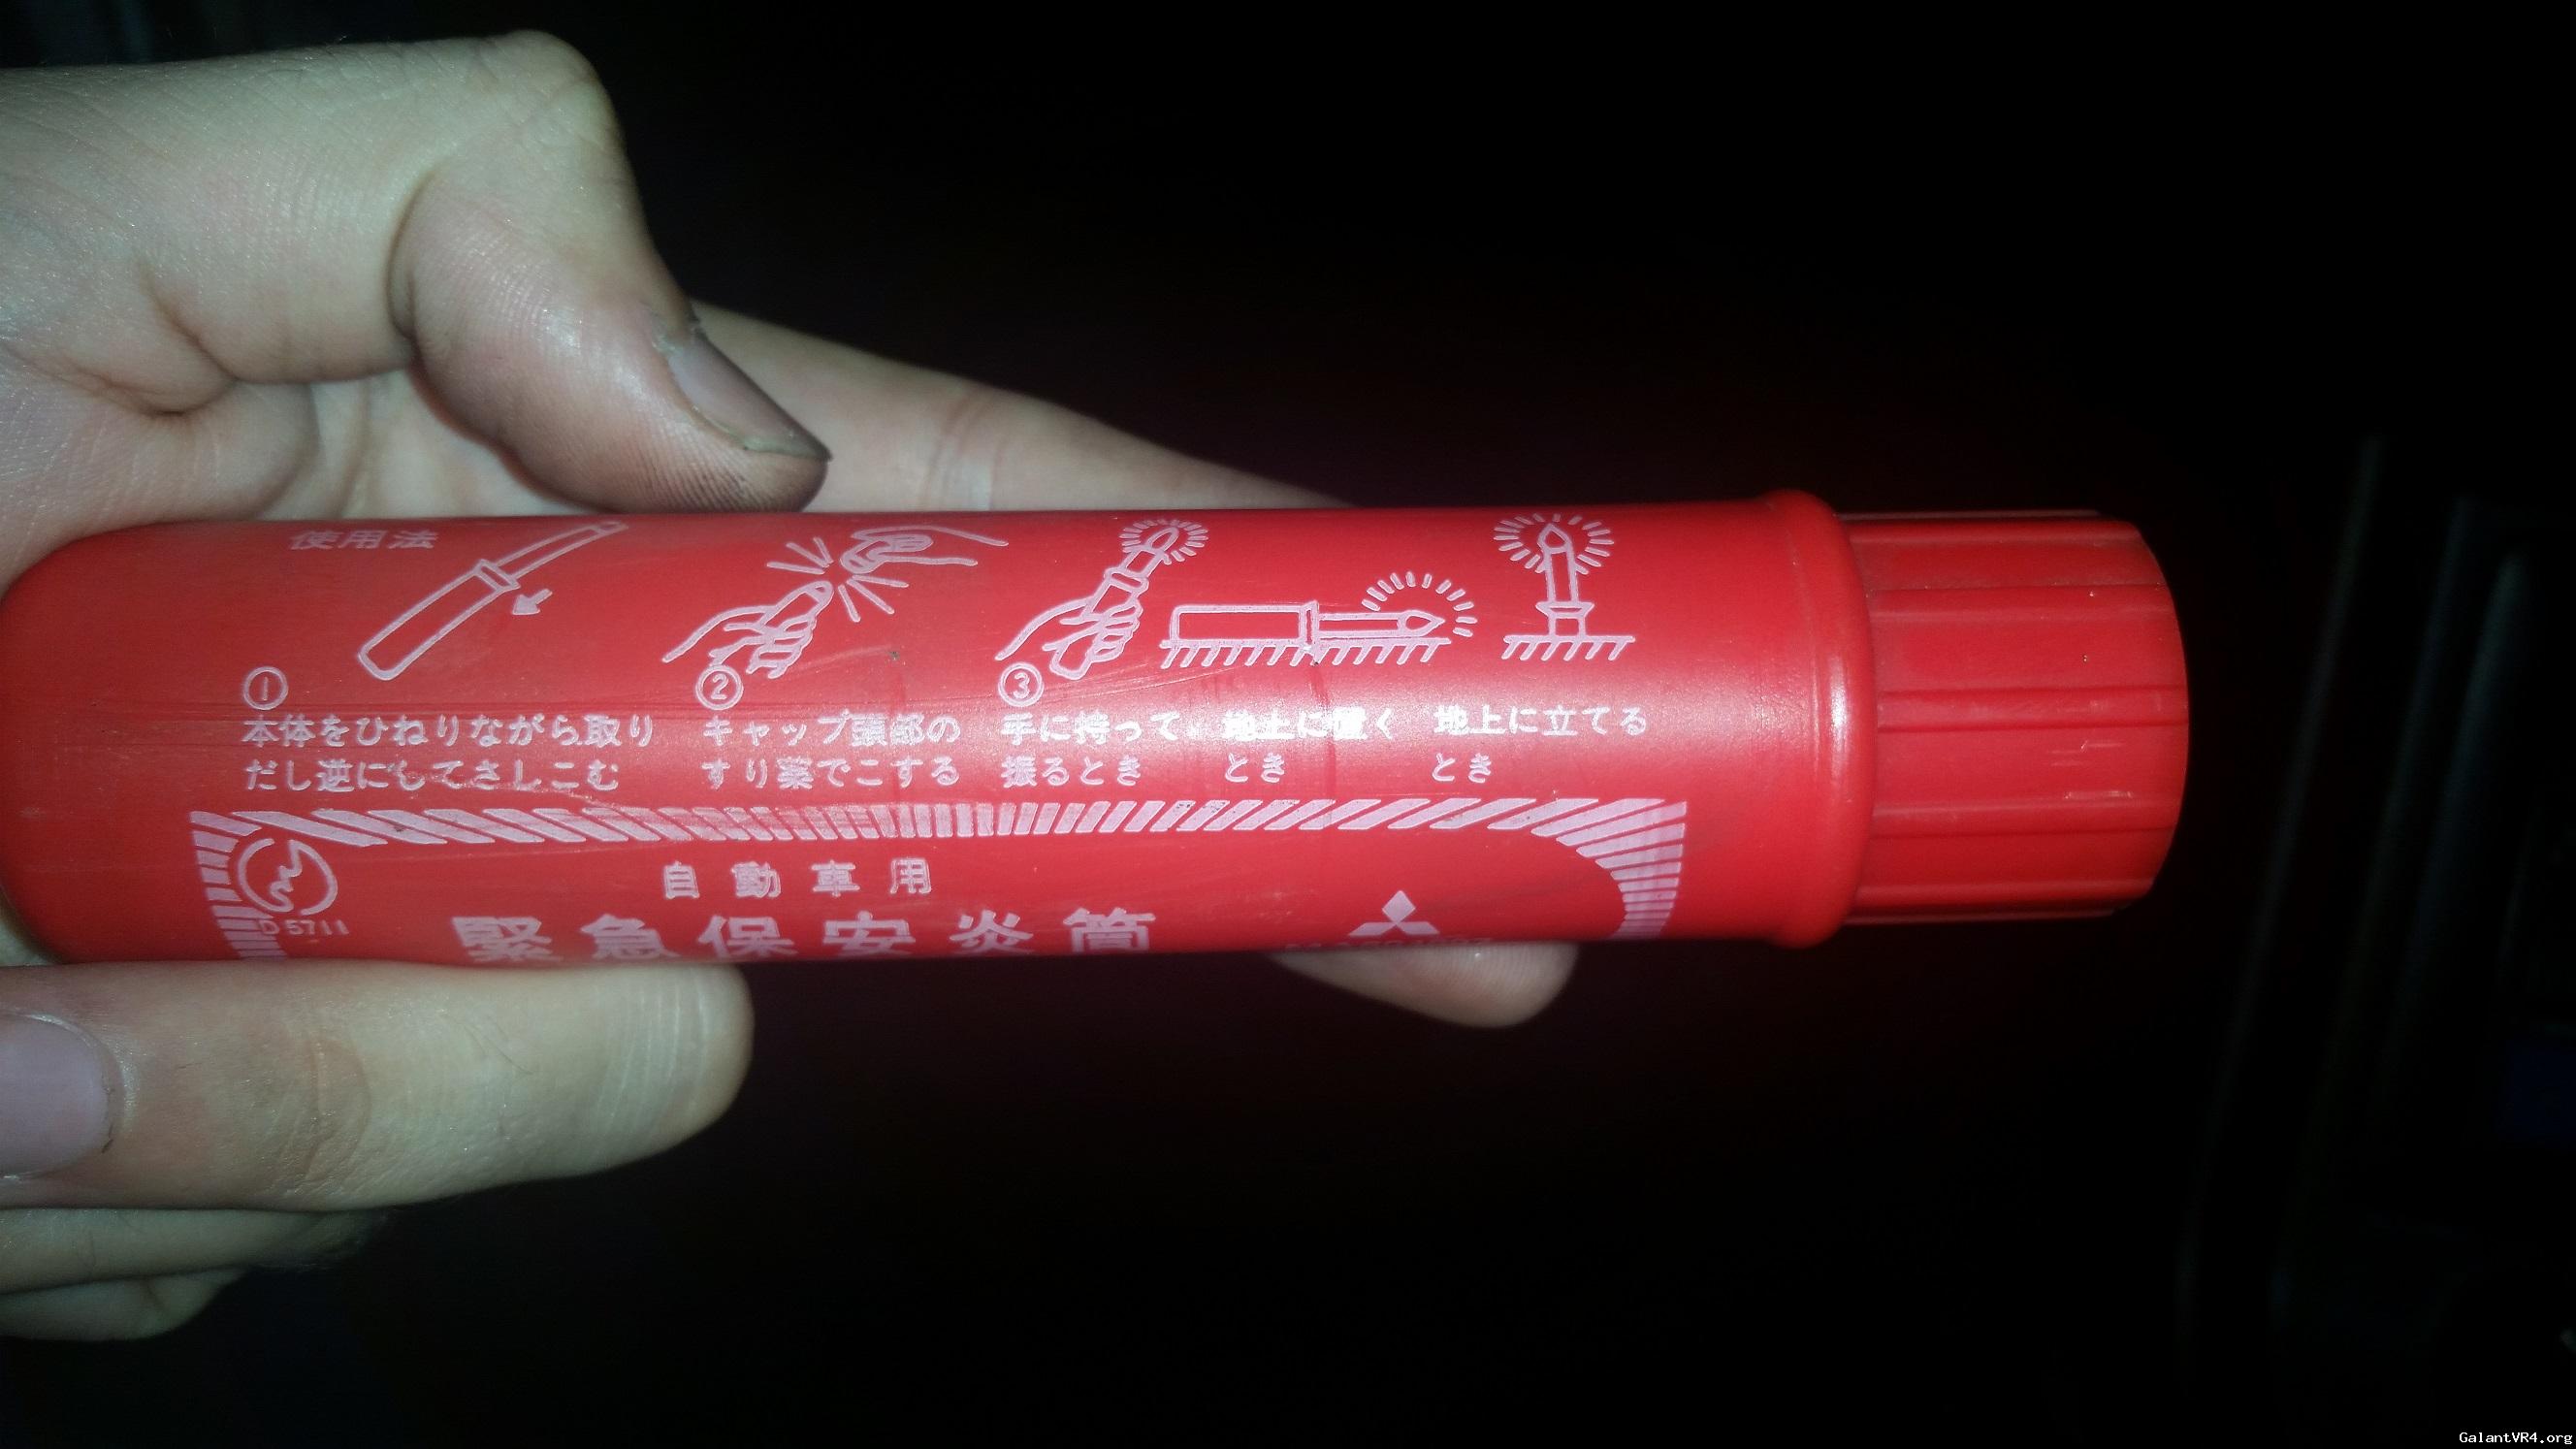 使用法
①
本体をひねりながら取り
だし逆にしてさしこむ
②
キャップ頭部の
すり薬でこする
③
手に持って
振るとき
地上に置く
とき
地上に立てる
とき
D5711
自動車用
緊急保安炎筒
GalantVR4.org